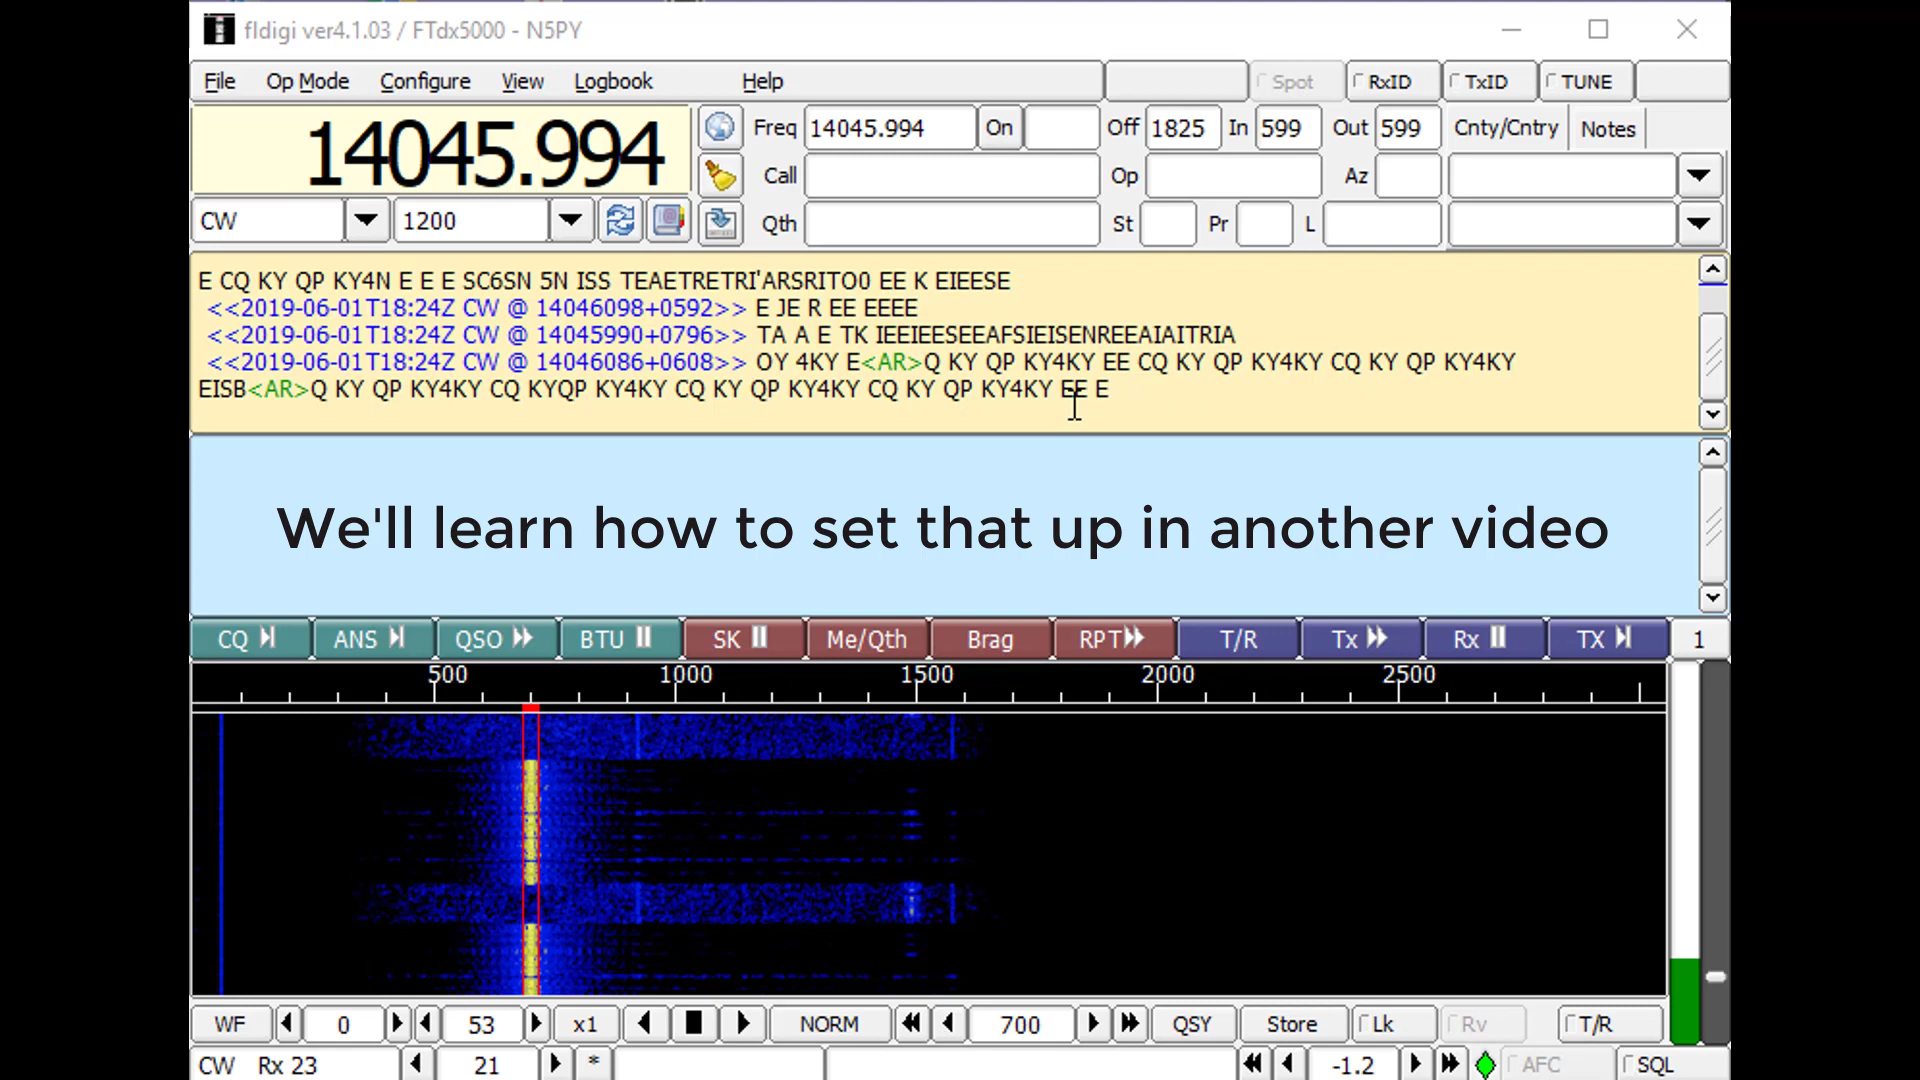 fldigi ver4.1.03 / FTdx5000 - N5PY
File Op Mode Configure View Logbook Help Spot RxID TxID TUNE
14045.994 Freq 14045.994 On Off 1825 In 599 Out 599 Cnty/Cntry Notes
Call Op Az
CW 1200 Qth St Pr L
E CQ KY QP KY4N E E E SC6SN 5N ISS TEAETRETRI'ARSRITO0 EE K EIEESE
<<2019-06-01T18:24Z CW @ 14046098+0592>> E JE R EE EEEE
<<2019-06-01T18:24Z CW @ 14045990+0796>> TA A E TK IEEIEESEEAFSIEISENREEAIAITRIA
<<2019-06-01T18:24Z CW @ 14046086+0608>> OY 4KY E<AR>Q KY QP KY4KY EE CQ KY QP KY4KY CQ KY QP KY4KY
EISB<AR>Q KY QP KY4KY CQ KYQP KY4KY CQ KY QP KY4KY CQ KY QP KY4KY EE E
We'll learn how to set that up in another video
CQ ANS QSO BTU SK Me/Qth Brag RPT T/R Tx Rx TX 1
500 1000 1500 2000 2500
WF 0 53 x1 NORM 700 QSY Store Lk Rv T/R
CW Rx 23 21 * -1.2 AFC SQL